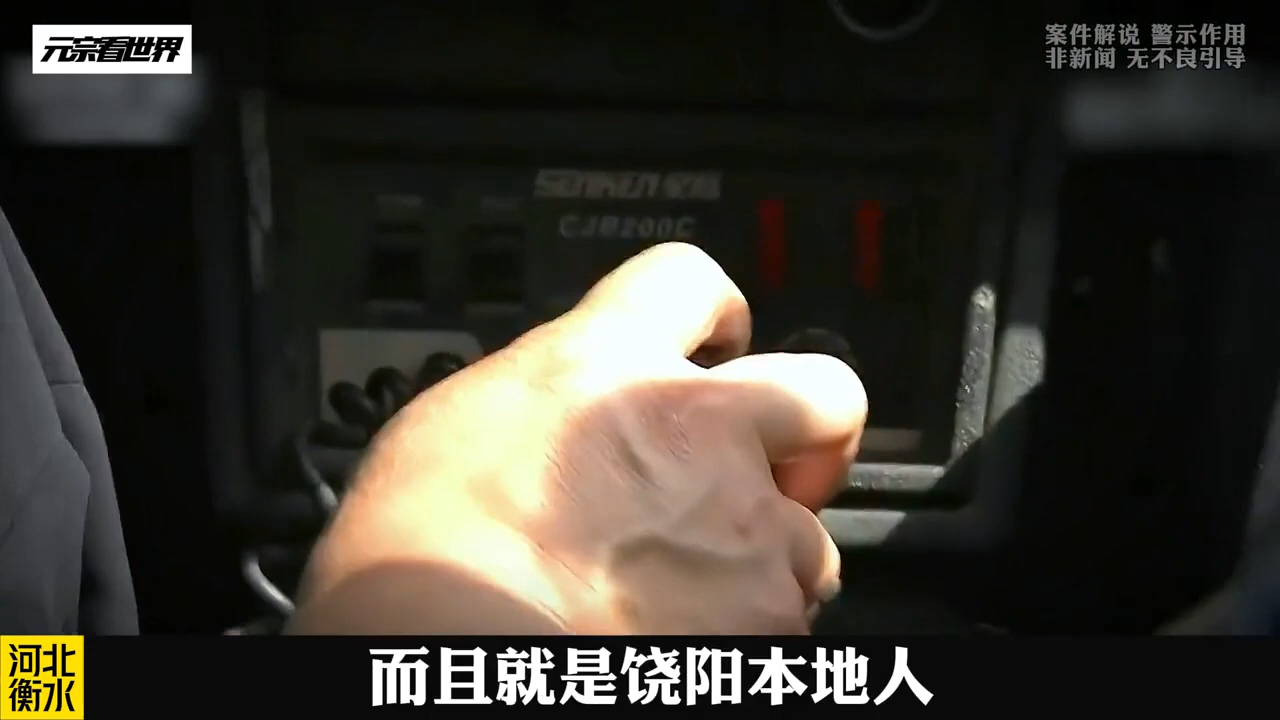 元宗看世界
案件解说 警示作用
非新闻 无不良引导
SENKEN
CJB200C
河北
衡水
而且就是饶阳本地人